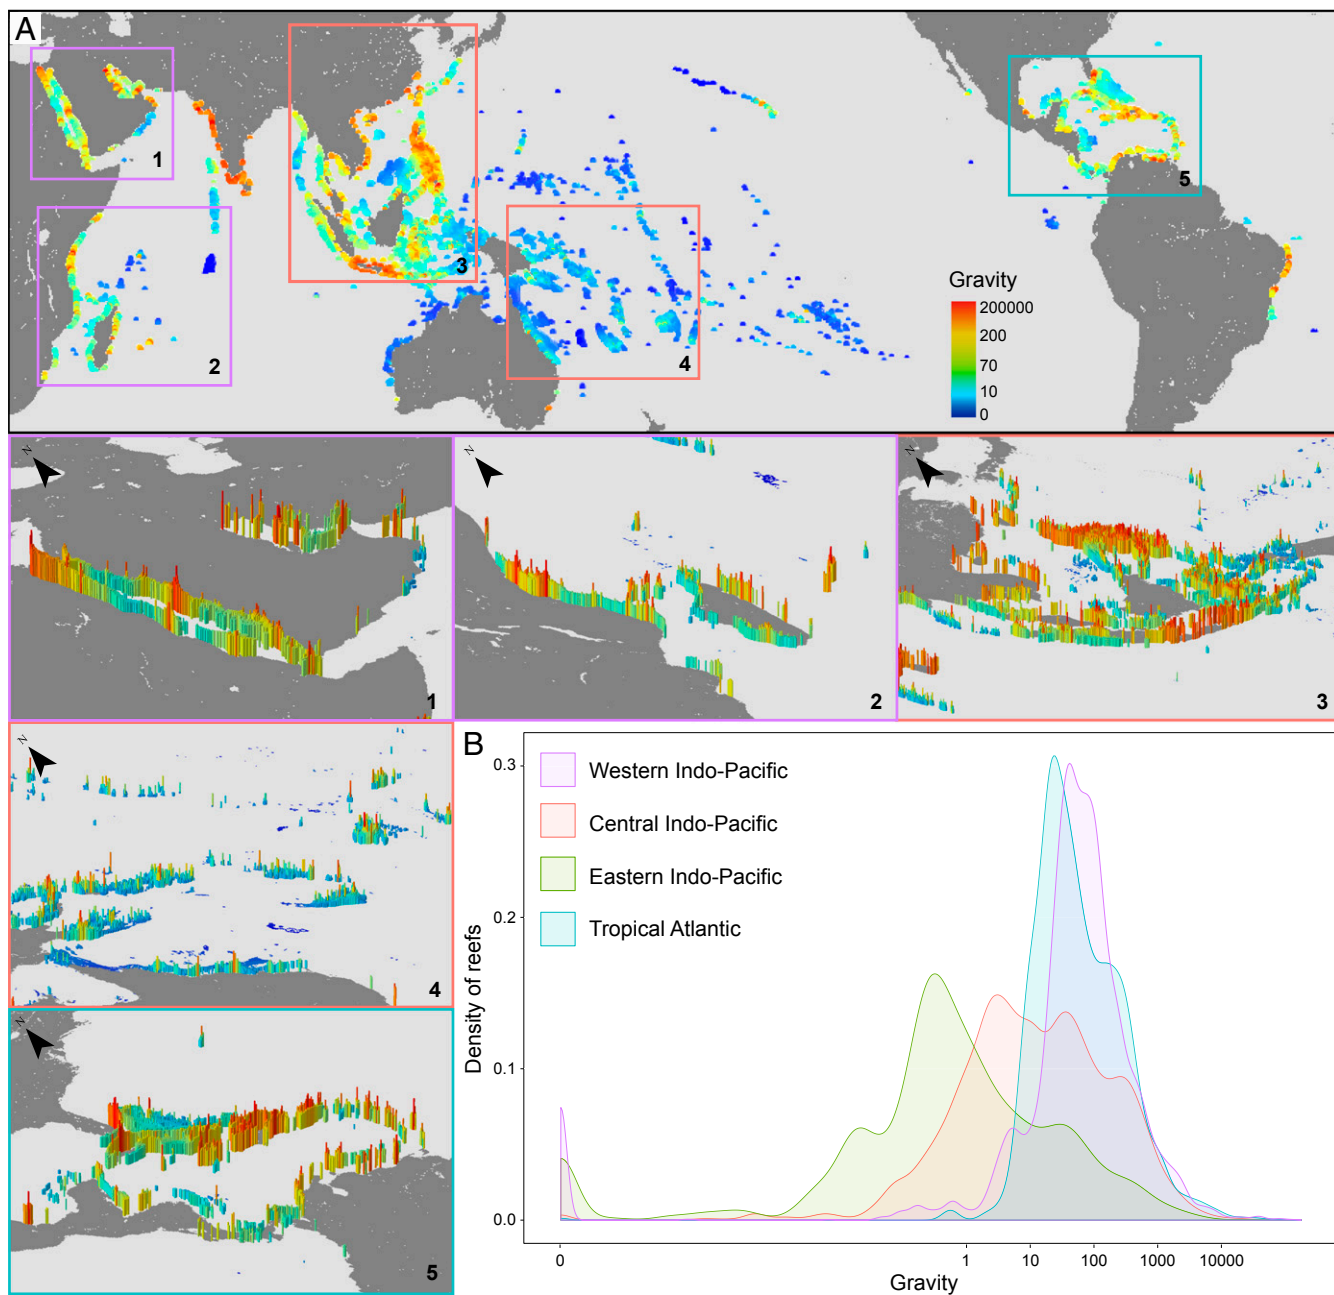 A
1
2
3
4
5
Gravity
200000
200
70
10
0
N
1
N
2
N
3
N
4
N
5
B
Western Indo-Pacific
Central Indo-Pacific
Eastern Indo-Pacific
Tropical Atlantic
Density of reefs
0.3
0.2
0.1
0.0
0
1
10
100
1000
10000
Gravity